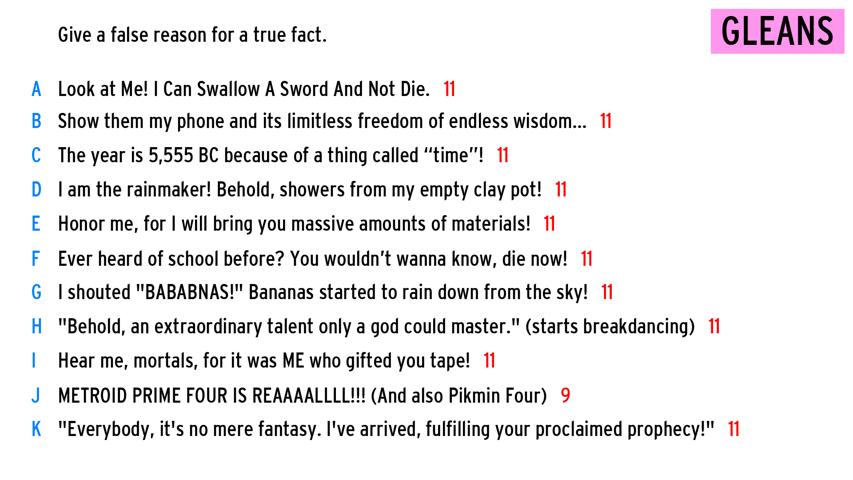 Give a false reason for a true fact.
GLEANS
A Look at Me! I Can Swallow A Sword And Not Die. 11
B Show them my phone and its limitless freedom of endless wisdom... 11
C The year is 5,555 BC because of a thing called “time”! 11
D I am the rainmaker! Behold, showers from my empty clay pot! 11
E Honor me, for I will bring you massive amounts of materials! 11
F Ever heard of school before? You wouldn’t wanna know, die now! 11
G I shouted "BABABNAS!" Bananas started to rain down from the sky! 11
H "Behold, an extraordinary talent only a god could master." (starts breakdancing) 11
I Hear me, mortals, for it was ME who gifted you tape! 11
J METROID PRIME FOUR IS REAAAALLLL!!! (And also Pikmin Four) 9
K "Everybody, it's no mere fantasy. I've arrived, fulfilling your proclaimed prophecy!" 11